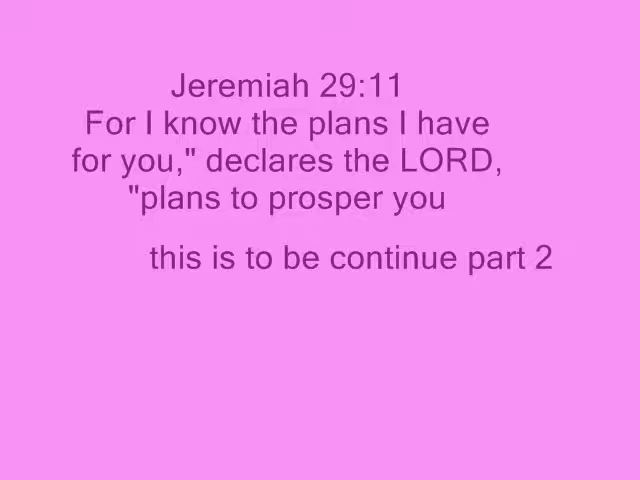 Jeremiah 29:11
For I know the plans I have
for you," declares the LORD,
"plans to prosper you
this is to be continue part 2